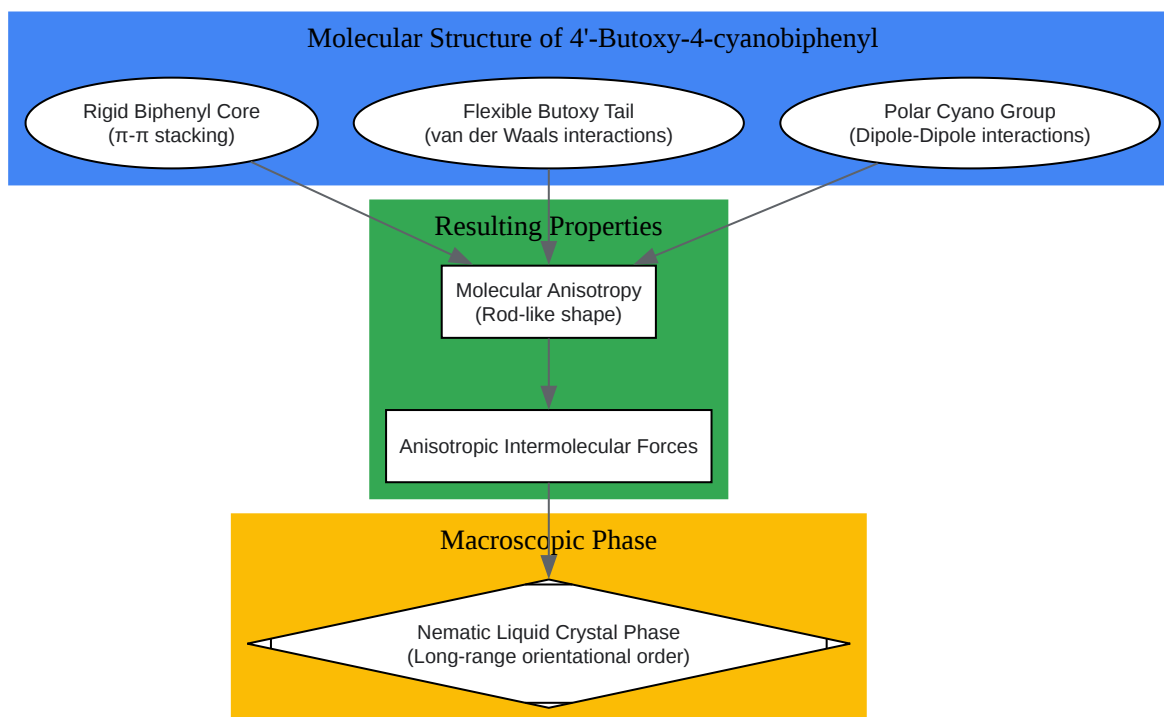 Molecular Structure of 4'-Butoxy-4-cyanobiphenyl
Rigid Biphenyl Core
(π-π stacking)
Flexible Butoxy Tail
(van der Waals interactions)
Polar Cyano Group
(Dipole-Dipole interactions)
Resulting Properties
Molecular Anisotropy
(Rod-like shape)
Anisotropic Intermolecular Forces
Macroscopic Phase
Nematic Liquid Crystal Phase
(Long-range orientational order)